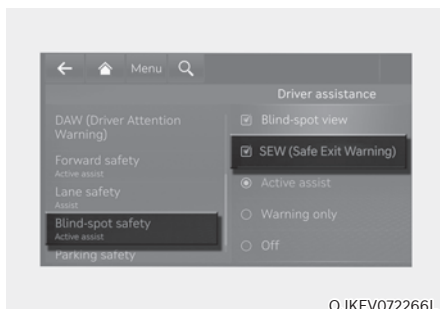 Menu
Driver assistance
DAW (Driver Attention
Warning)
Forward safety
Active assist
Lane safety
Assist
Blind-spot safety
Active assist
Parking safety
Blind-spot view
SEW (Safe Exit Warning)
Active assist
Warning only
Off
OJKEV072266L